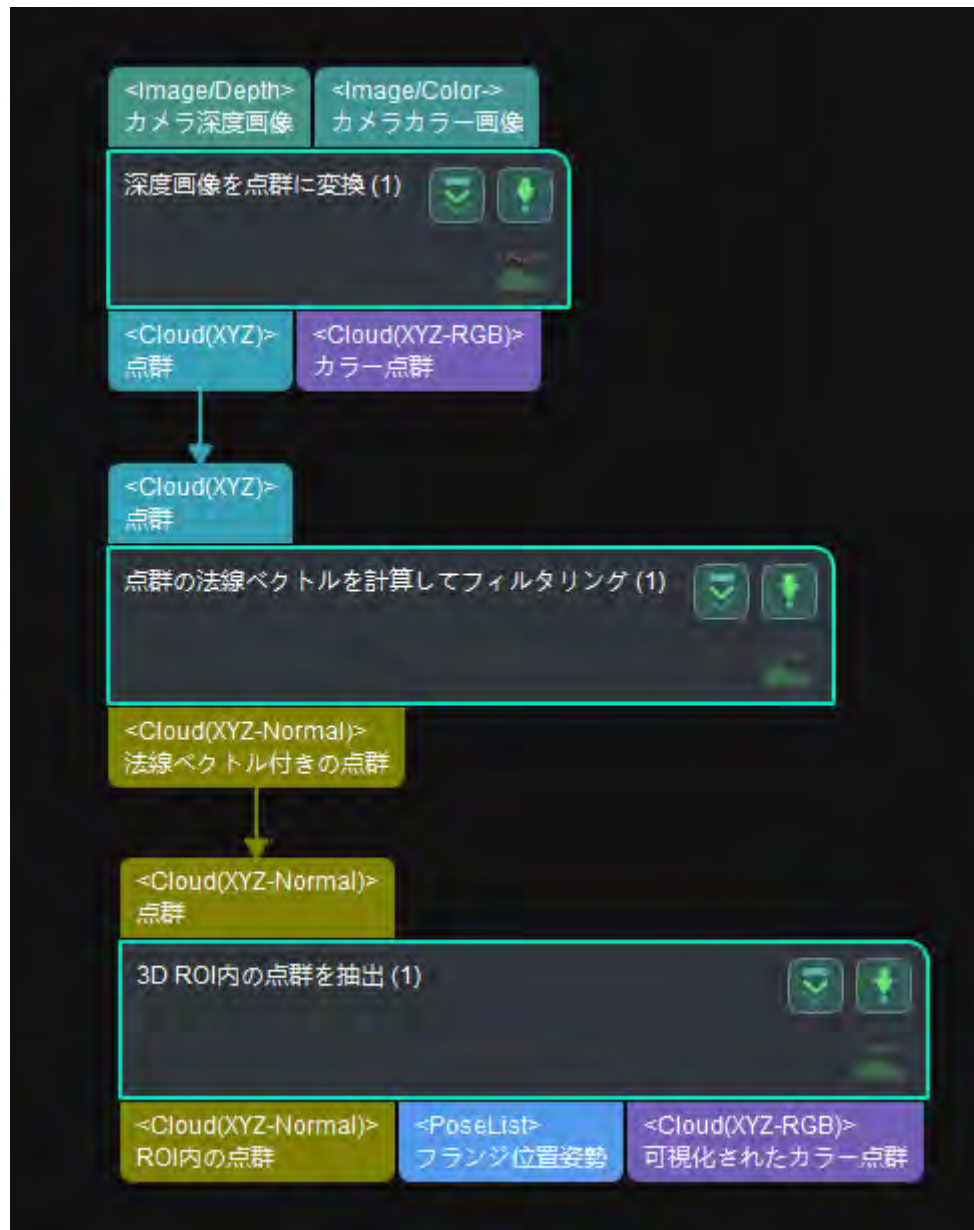 <Image/Depth>
カメラ深度画像
<Image/Color->
カメラカラー画像
深度画像を点群に変換 (1)
<Cloud(XYZ)>
点群
<Cloud(XYZ-RGB)>
カラー点群
<Cloud(XYZ)>
点群
点群の法線ベクトルを計算してフィルタリング (1)
<Cloud(XYZ-Normal)>
法線ベクトル付きの点群
<Cloud(XYZ-Normal)>
点群
3D ROI内の点群を抽出 (1)
<Cloud(XYZ-Normal)>
ROI内の点群
<PoseList>
フランジ位置姿勢
<Cloud(XYZ-RGB)>
可視化されたカラー点群